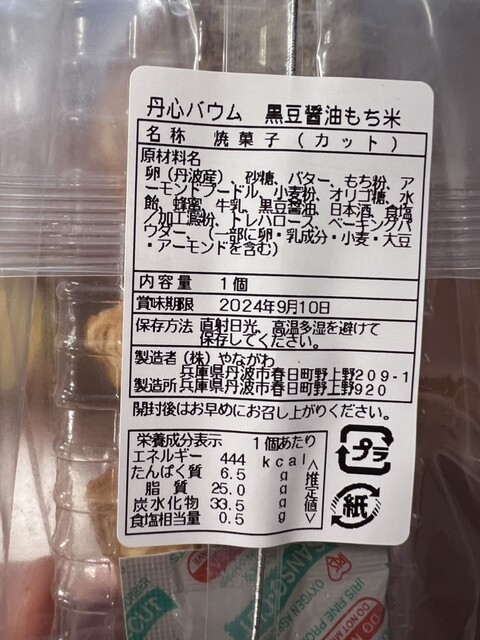 丹心バウム 黒豆醤油もち米
名称 焼菓子(カット)
原材料名
卵(丹波産)、砂糖、バター、もち粉、ア
ーモンドプードル、小麦粉、オリゴ糖、水
飴、蜂蜜、牛乳、黒豆醤油、日本酒、食塩
/加工澱粉、トレハロース、ベーキングパ
ウダー、(一部に卵・乳成分・小麦・大豆
・アーモンドを含む)
内容量 1個
賞味期限 2024年9月10日
保存方法 直射日光、高温多湿を避けて
保存してください。
製造者(株)やながわ
兵庫県丹波市春日町野上野209-1
製造所兵庫県丹波市春日町野上野920
開封後はお早めにお召し上がりください。
栄養成分表示 1個あたり
エネルギー 444 kcal
たんぱく質 6.5 g
脂質 25.0 g
炭水化物 33.5 g
食塩相当量 0.5 g
<推定値>
プラ
紙
OXYGEN